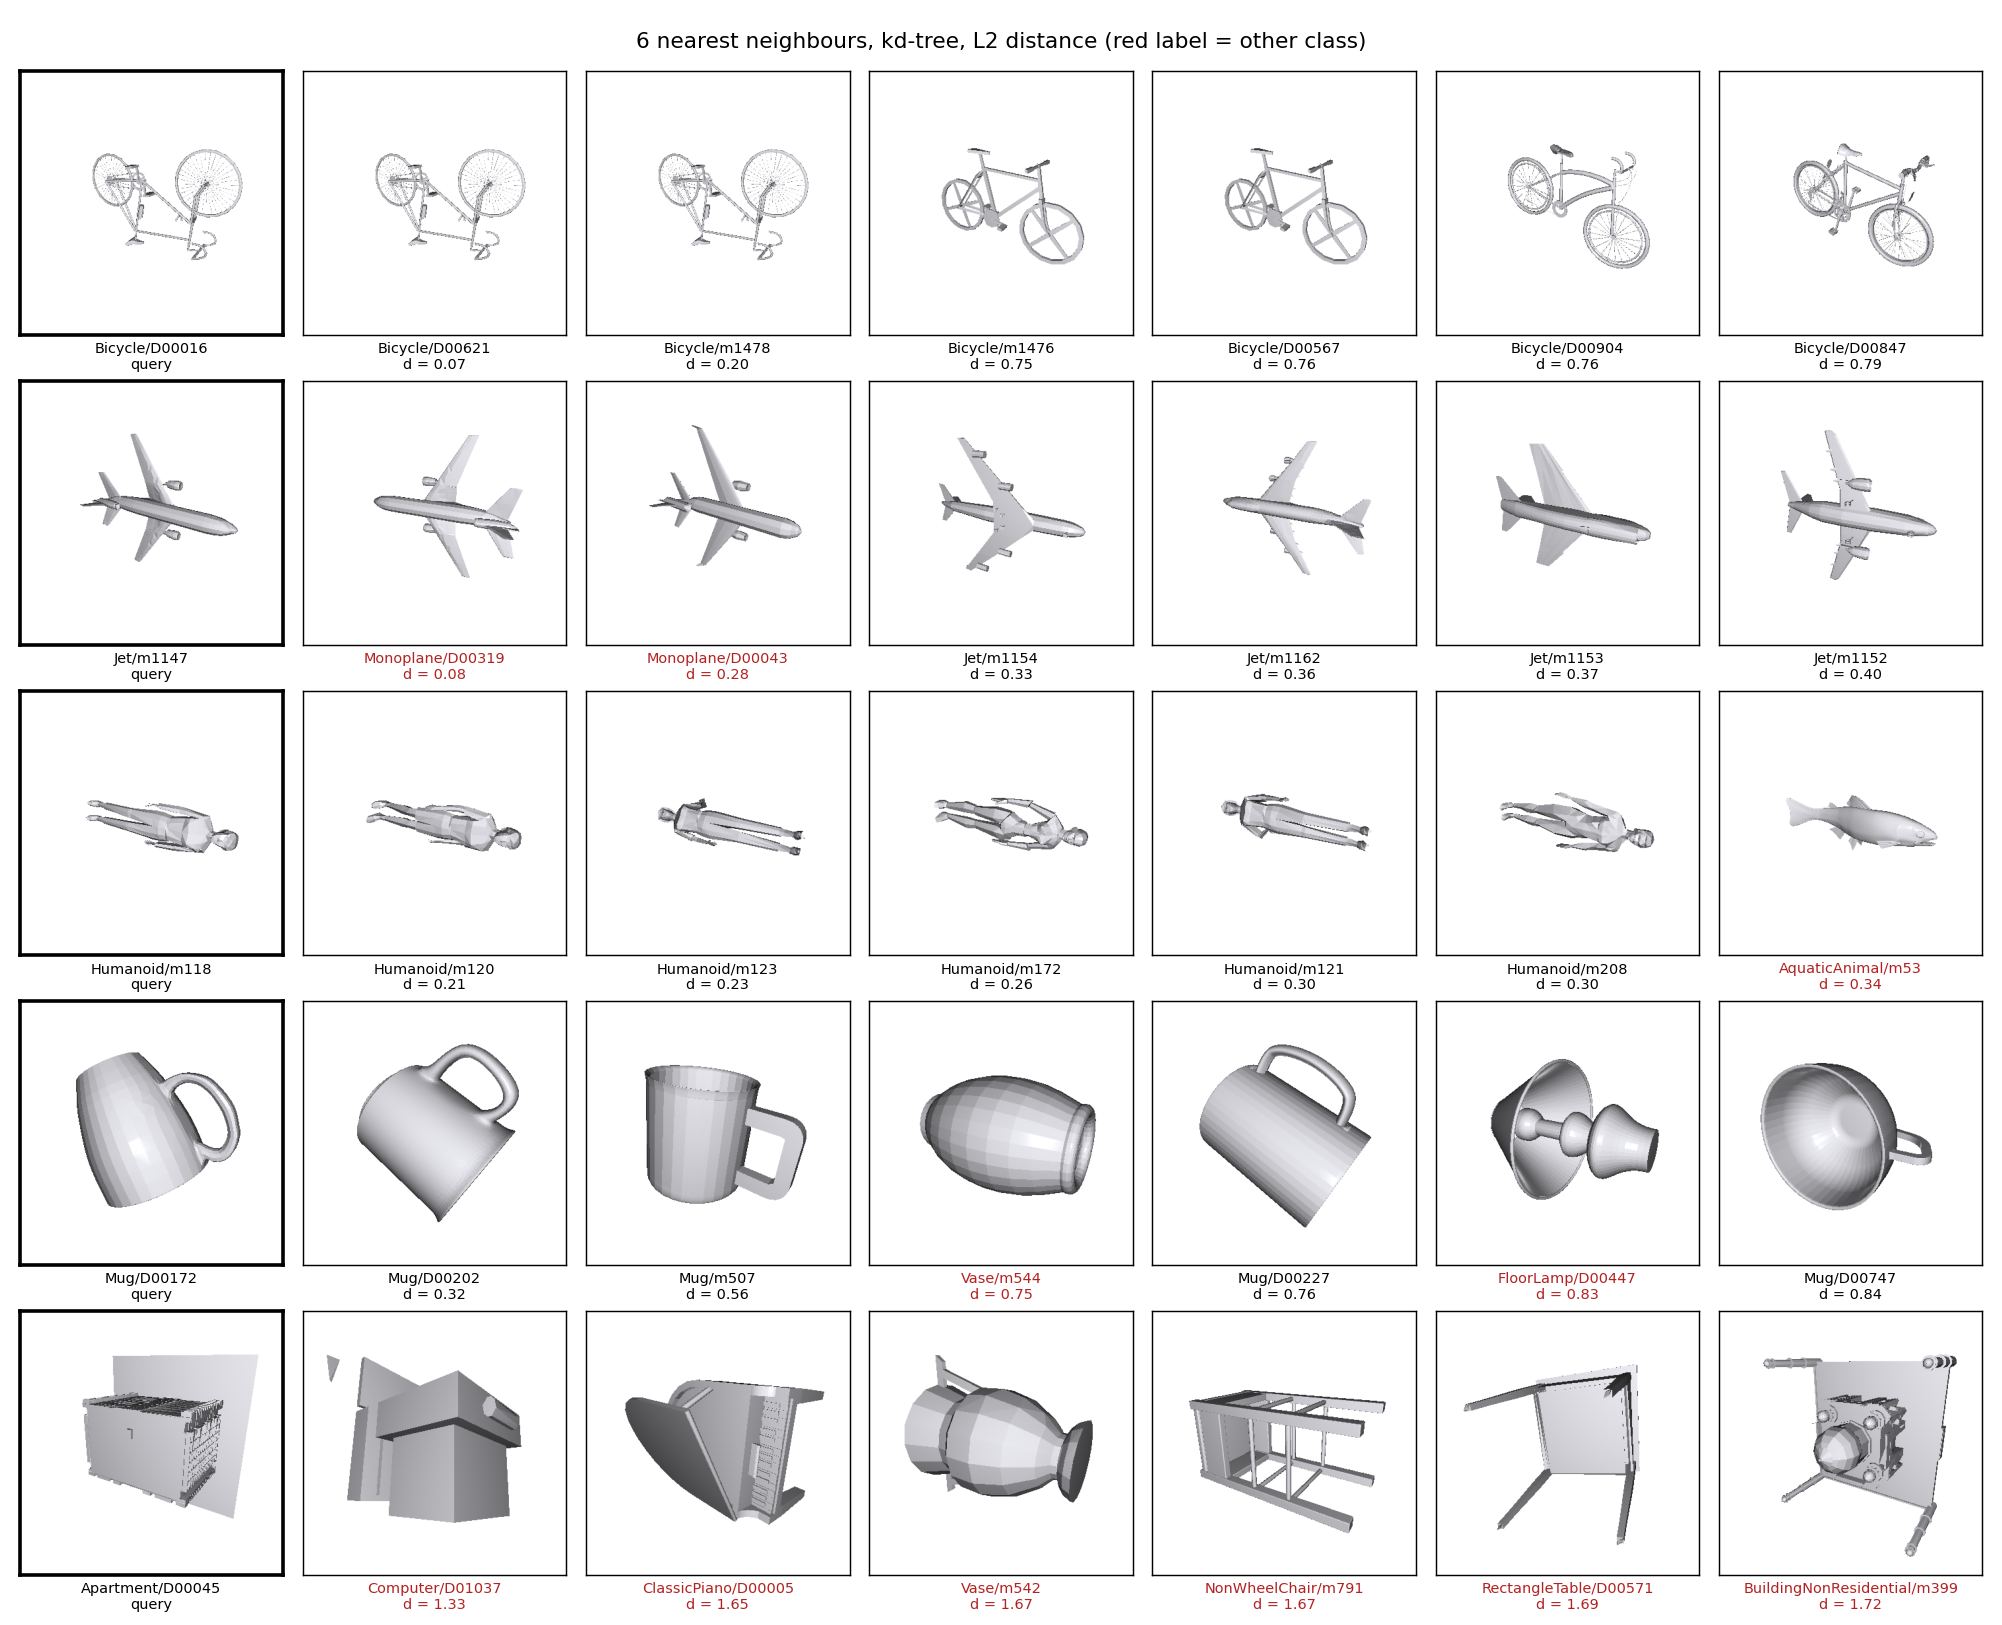 6 nearest neighbours, kd-tree, L2 distance (red label = other class)
Bicycle/D00016
query
Bicycle/D00621
d = 0.07
Bicycle/m1478
d = 0.20
Bicycle/m1476
d = 0.75
Bicycle/D00567
d = 0.76
Bicycle/D00904
d = 0.76
Bicycle/D00847
d = 0.79
Jet/m1147
query
Monoplane/D00319
d = 0.08
Monoplane/D00043
d = 0.28
Jet/m1154
d = 0.33
Jet/m1162
d = 0.36
Jet/m1153
d = 0.37
Jet/m1152
d = 0.40
Humanoid/m118
query
Humanoid/m120
d = 0.21
Humanoid/m123
d = 0.23
Humanoid/m172
d = 0.26
Humanoid/m121
d = 0.30
Humanoid/m208
d = 0.30
AquaticAnimal/m53
d = 0.34
Mug/D00172
query
Mug/D00202
d = 0.32
Mug/m507
d = 0.56
Vase/m544
d = 0.75
Mug/D00227
d = 0.76
FloorLamp/D00447
d = 0.83
Mug/D00747
d = 0.84
Apartment/D00045
query
Computer/D01037
d = 1.33
ClassicPiano/D00005
d = 1.65
Vase/m542
d = 1.67
NonWheelChair/m791
d = 1.67
RectangleTable/D00571
d = 1.69
BuildingNonResidential/m399
d = 1.72